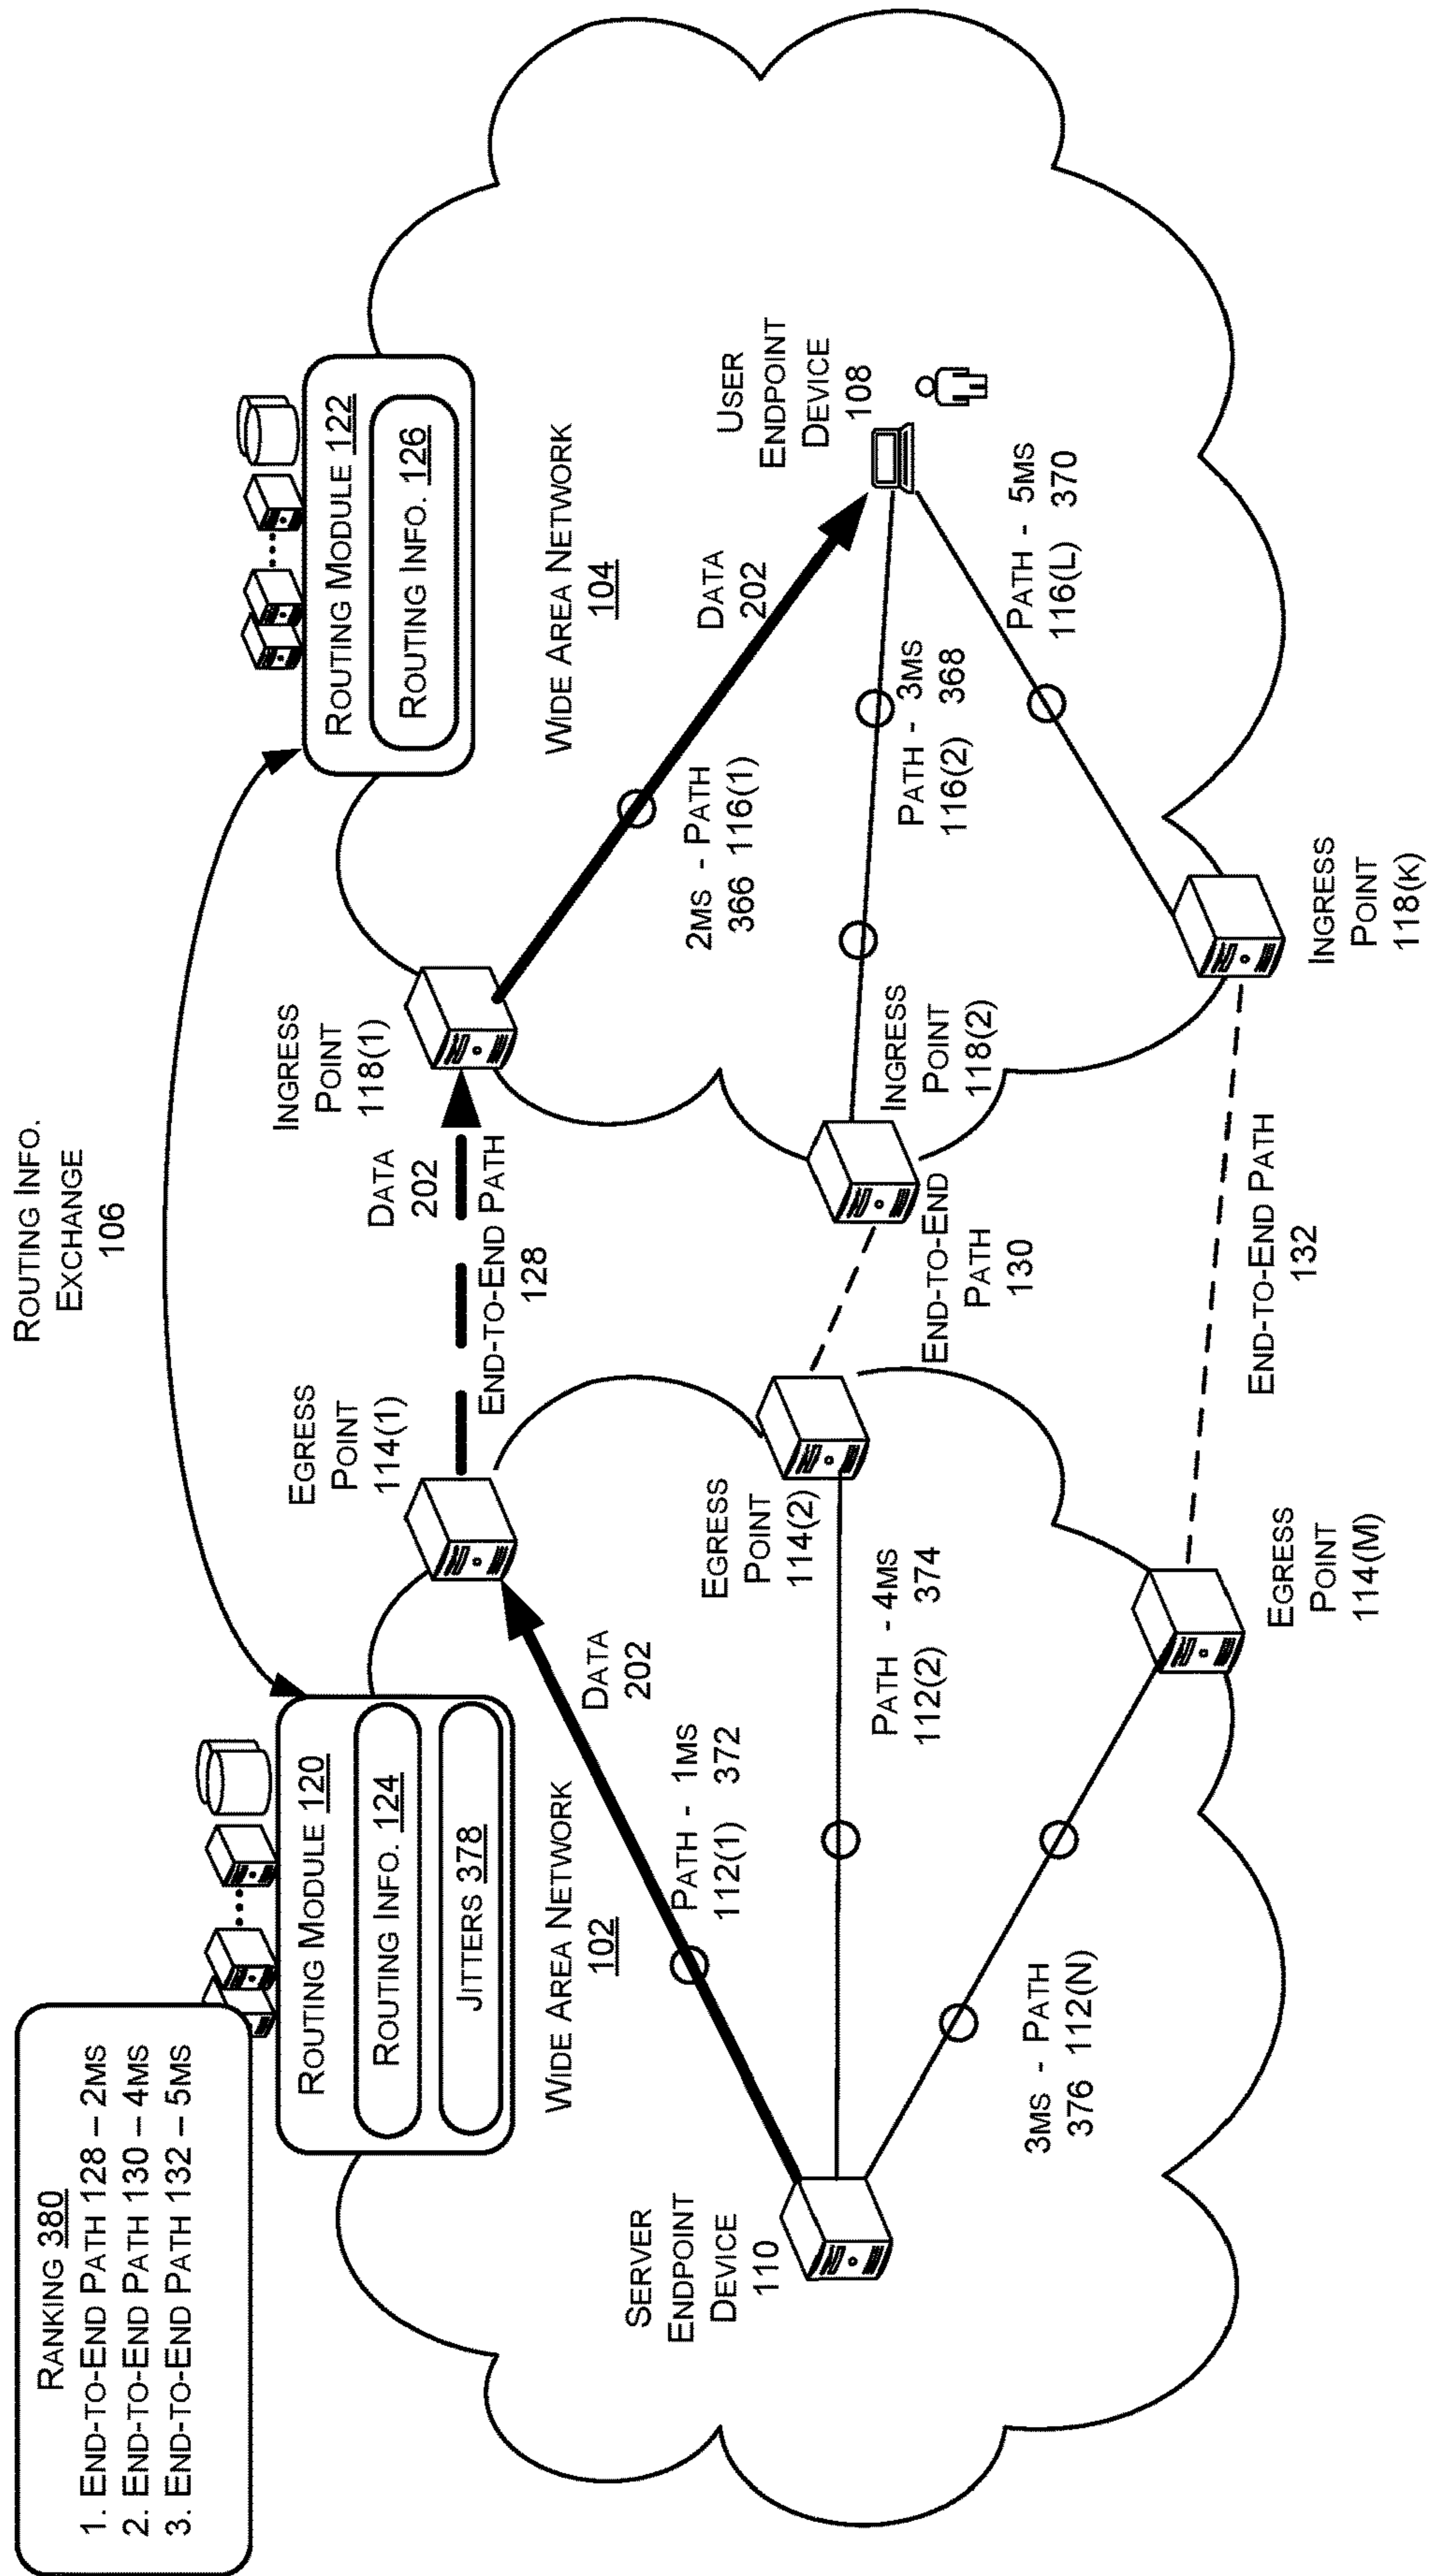 ROUTING INFO.
EXCHANGE
106
RANKING 380
1. END-TO-END PATH 128 – 2MS
2. END-TO-END PATH 130 – 4MS
3. END-TO-END PATH 132 – 5MS
ROUTING MODULE 120
ROUTING INFO. 124
JITTERS 378
WIDE AREA NETWORK
102
ROUTING MODULE 122
ROUTING INFO. 126
WIDE AREA NETWORK
104
EGRESS
POINT
114(1)
DATA
202
END-TO-END PATH
128
INGRESS
POINT
118(1)
DATA
202
PATH - 1MS
112(1) 372
SERVER
ENDPOINT
DEVICE
110
EGRESS
POINT
114(2)
PATH - 4MS
112(2) 374
3MS - PATH
376 112(N)
EGRESS
POINT
114(M)
END-TO-END
PATH
130
INGRESS
POINT
118(2)
END-TO-END PATH
132
INGRESS
POINT
118(K)
2MS - PATH
366 116(1)
DATA
202
PATH - 3MS
116(2) 368
PATH - 5MS
116(L) 370
USER
ENDPOINT
DEVICE
108